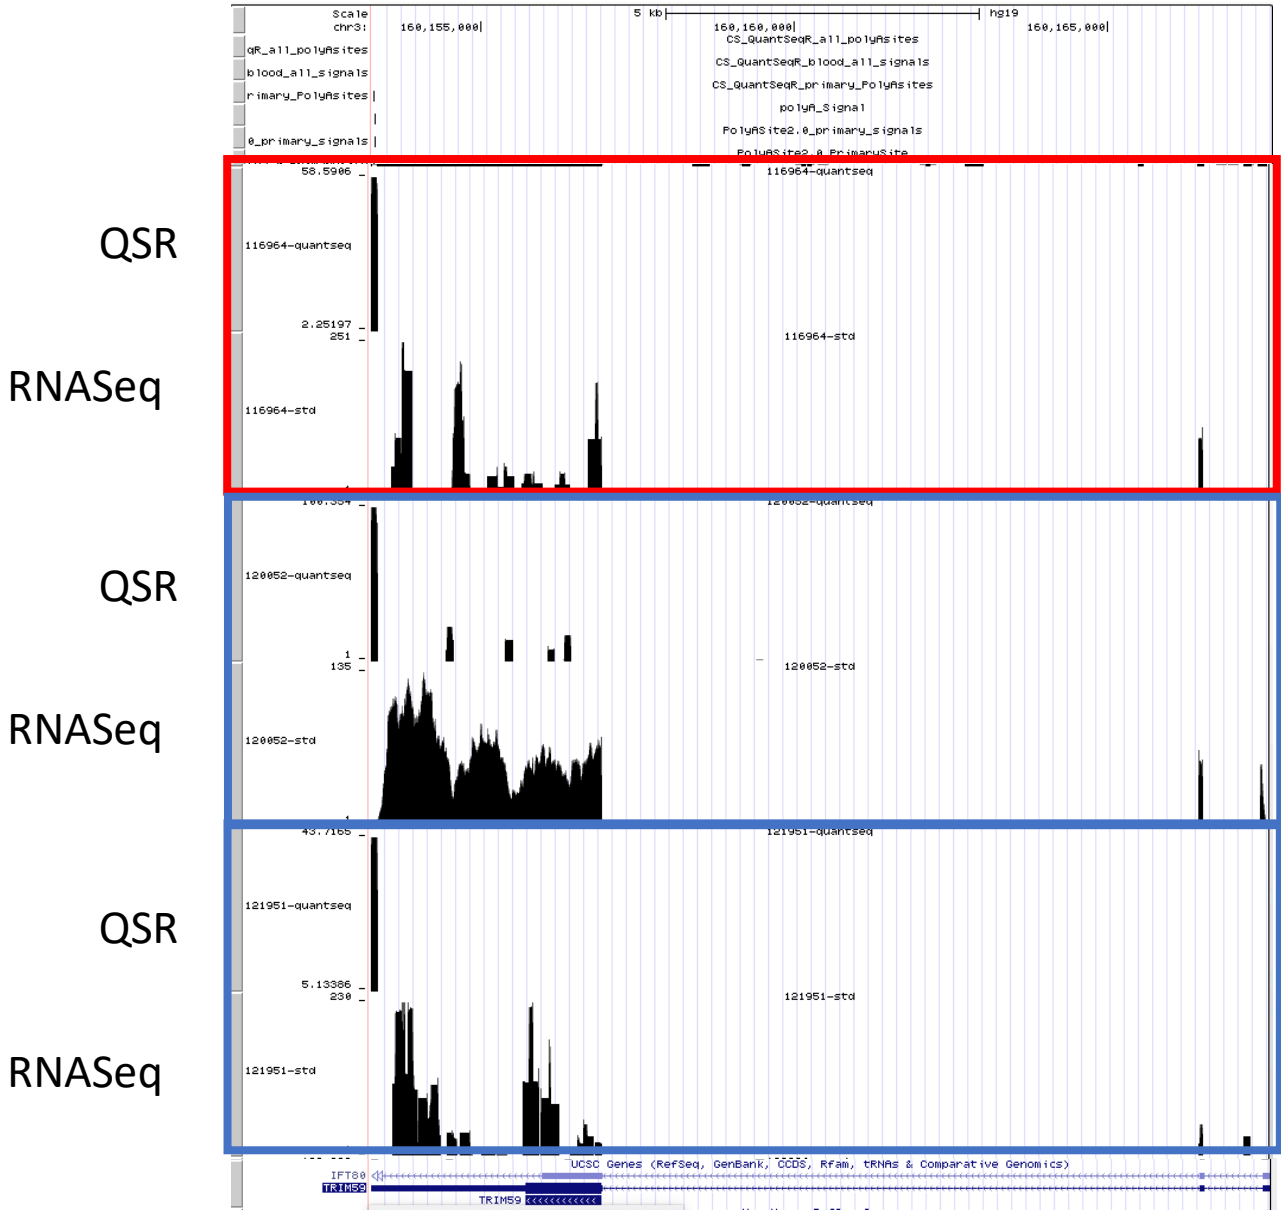 Scale 5 kb hg19
chr3: 160,155,000| 160,160,000| 160,165,000|
CS_QuantSeqR_all_polyAsites
qR_all_polyAsites
CS_QuantSeqR_blood_all_signals
blood_all_signals
CS_QuantSeqR_primary_PolyAsites
rimary_PolyAsites
polyA_Signal
PolyASite2.0_primary_signals
0_primary_signals
PolyASite2.0_PrimarySite
58.5906 _ 116964-quantseq
QSR 116964-quantseq
2.25197 _
251 _ 116964-std
RNASeq 116964-std
120052-quantseq
QSR 120052-quantseq
1 _
135 _ 120052-std
RNASeq 120052-std
43.7165 121951-quantseq
QSR 121951-quantseq
5.13386 _
230 _ 121951-std
RNASeq 121951-std
UCSC Genes (RefSeq, GenBank, CCDS, Rfam, tRNAs & Comparative Genomics)
IFT80
TRIM59
TRIM59